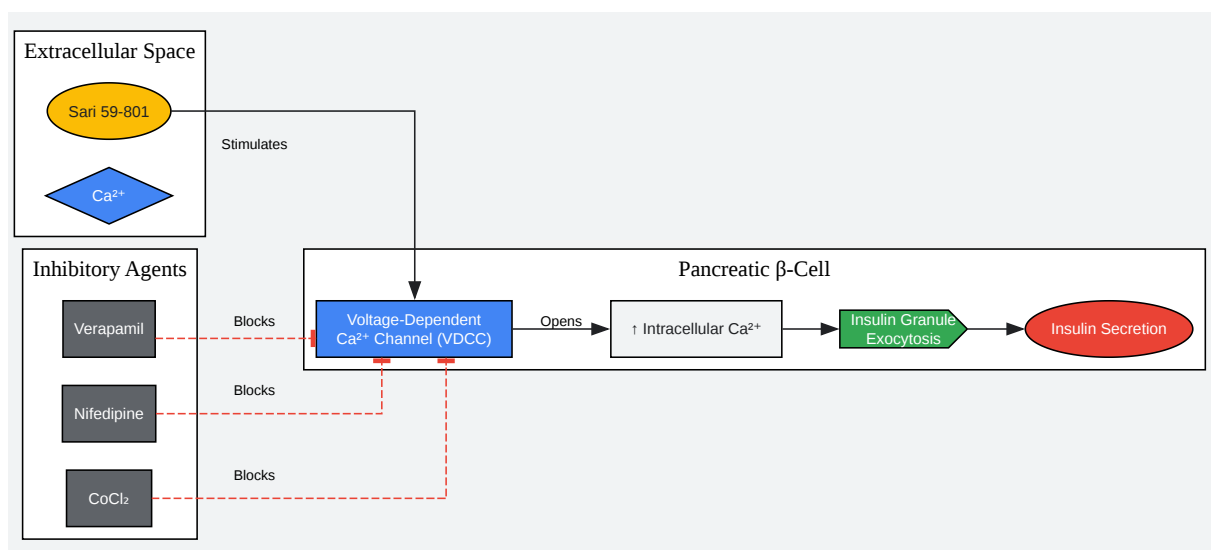 Extracellular Space
Sari 59-801
Stimulates
Ca²⁺
Inhibitory Agents
Verapamil
Blocks
Nifedipine
Blocks
CoCl₂
Blocks
Pancreatic β-Cell
Voltage-Dependent
Ca²⁺ Channel (VDCC)
Opens
↑ Intracellular Ca²⁺
Insulin Granule
Exocytosis
Insulin Secretion